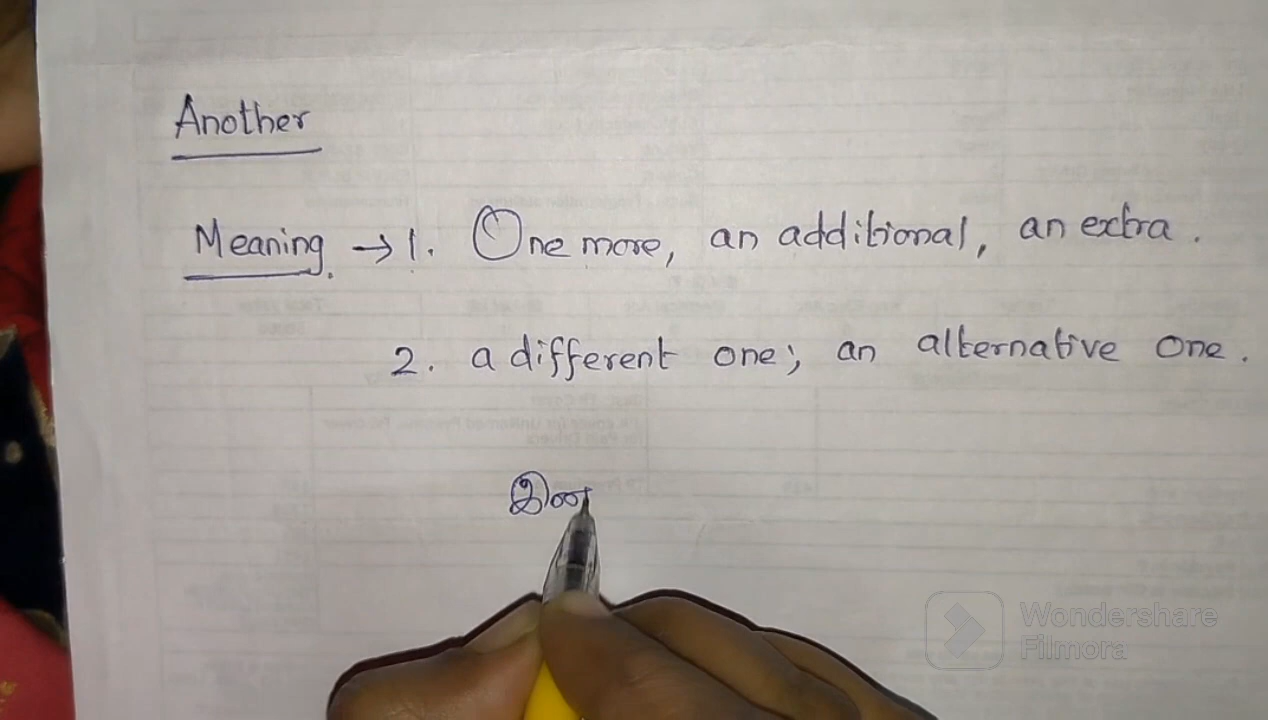 Another
Meaning → 1. One more, an additional, an extra.
2. a different one; an alternative one.
Wondershare
Filmora